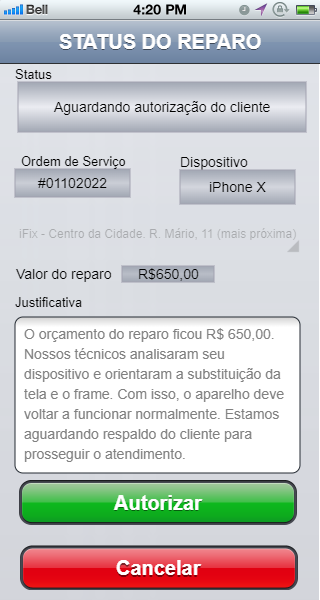 Bell 4:20 PM
STATUS DO REPARO
Status
Aguardando autorização do cliente
Ordem de Serviço Dispositivo
#01102022 iPhone X
iFix - Centro da Cidade. R. Mário, 11 (mais próxima)
Valor do reparo R$650,00
Justificativa
O orçamento do reparo ficou R$ 650,00.
Nossos técnicos analisaram seu
dispositivo e orientaram a substituição da
tela e o frame. Com isso, o aparelho deve
voltar a funcionar normalmente. Estamos
aguardando respaldo do cliente para
prosseguir o atendimento.
Autorizar
Cancelar